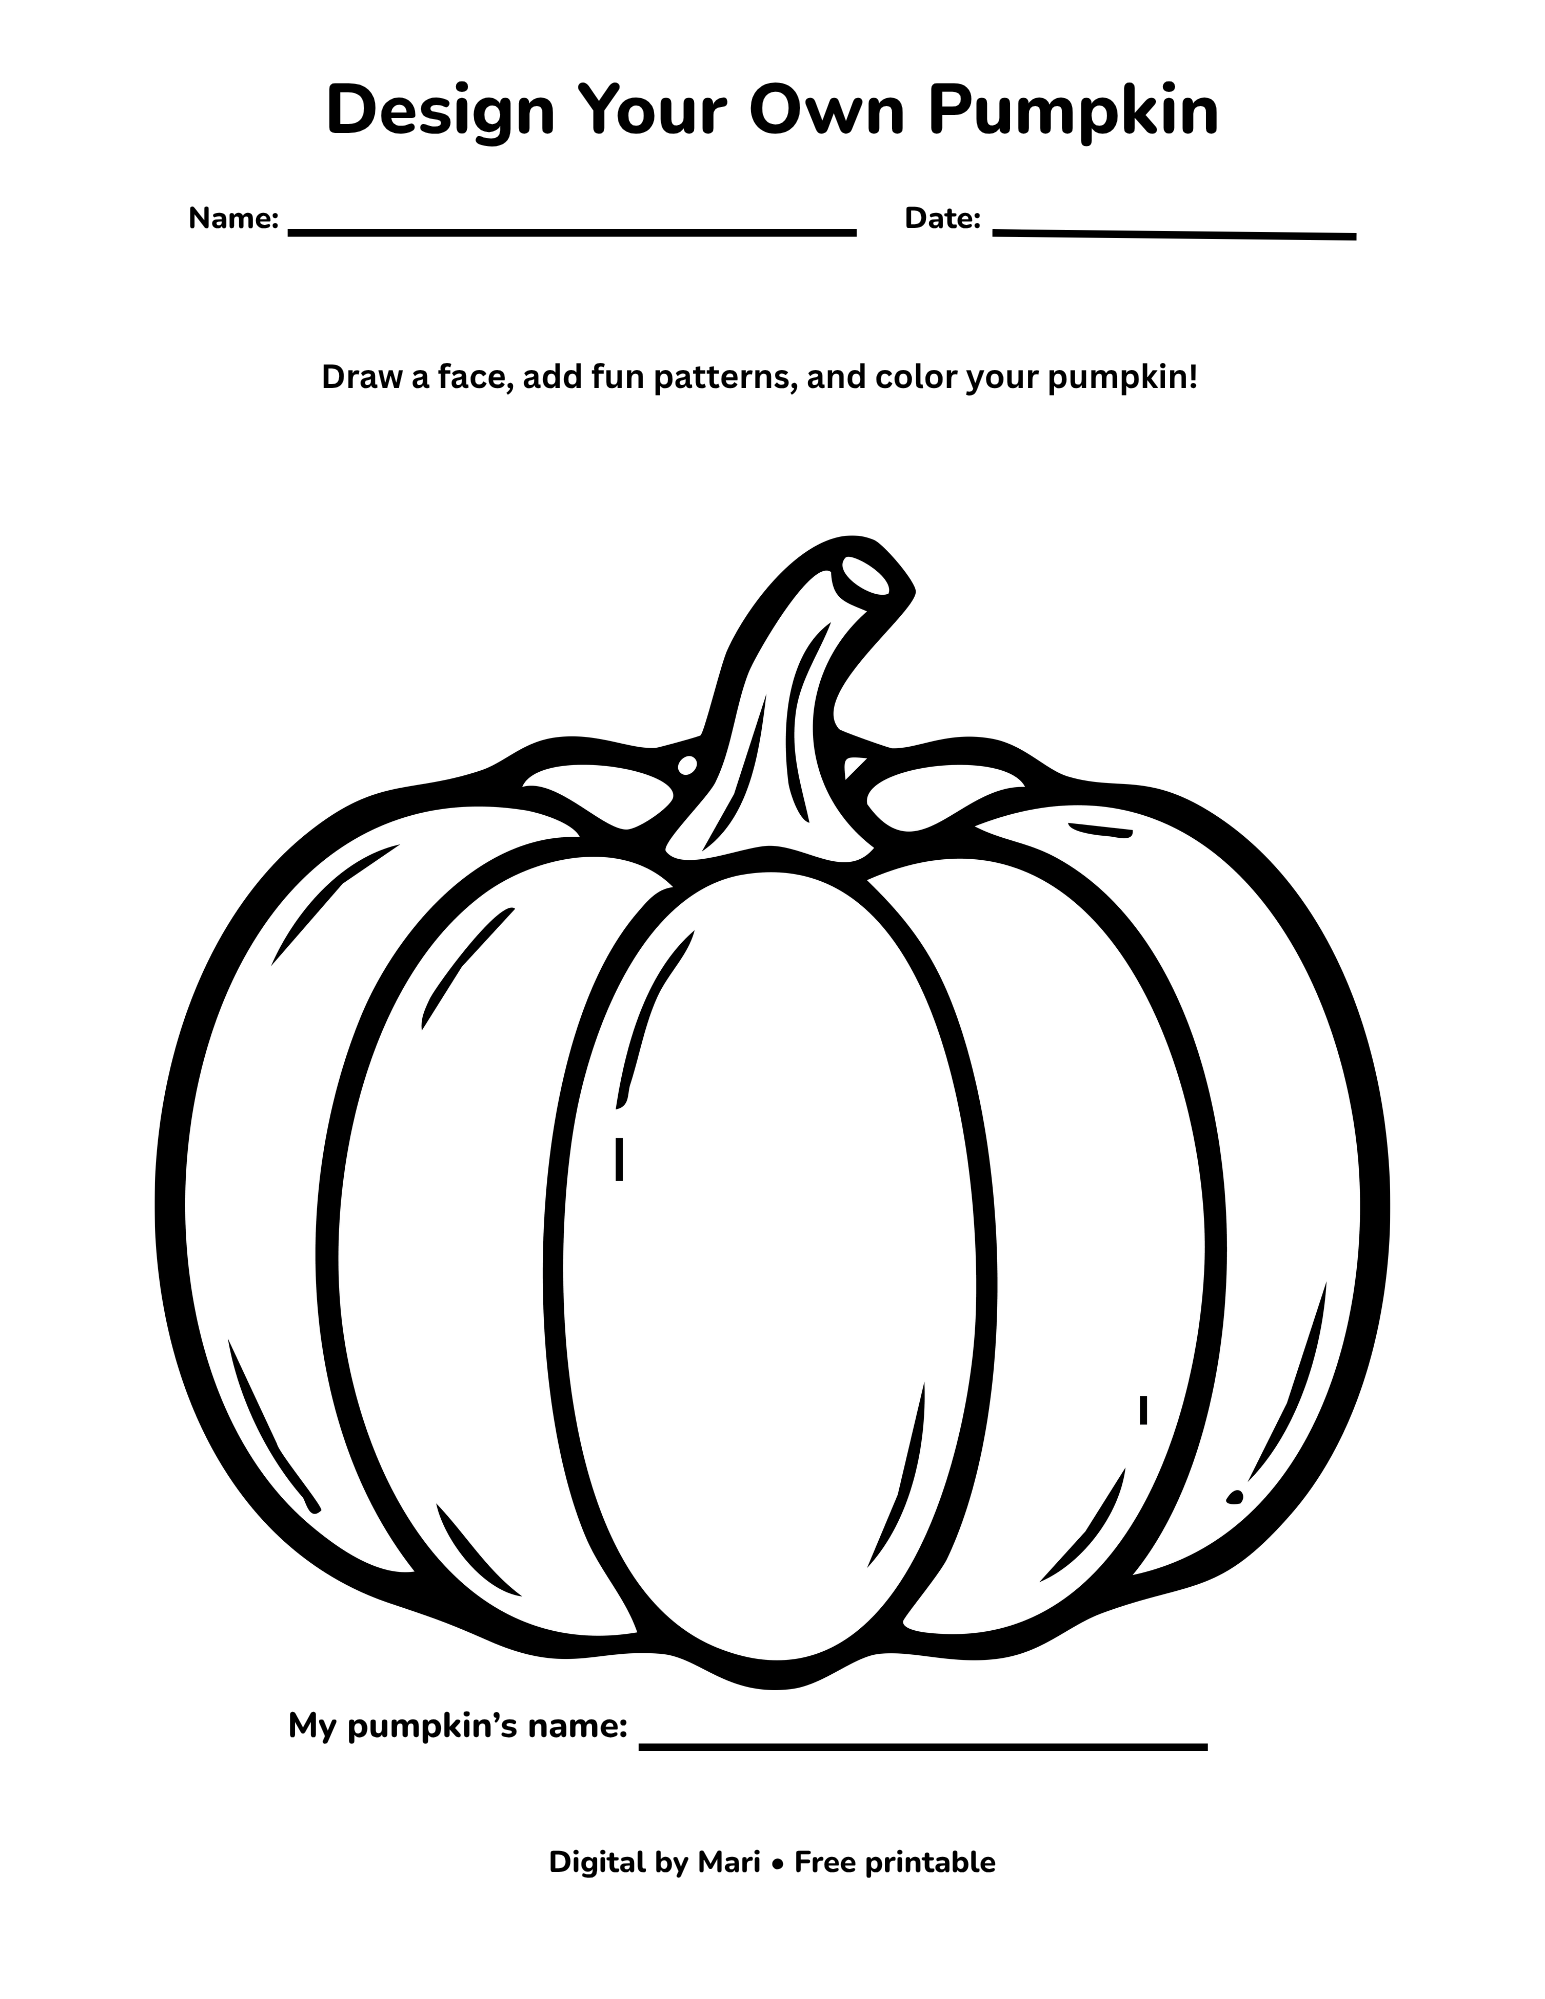 Design Your Own Pumpkin
Name: Date:
Draw a face, add fun patterns, and color your pumpkin!
My pumpkin’s name:
Digital by Mari • Free printable